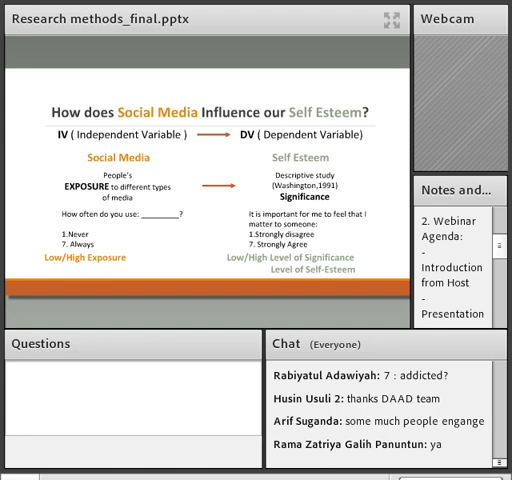 Research methods_final.pptx
Webcam
How does Social Media Influence our Self Esteem?
IV ( Independent Variable )
DV ( Dependent Variable)
Social Media
Self Esteem
People's
EXPOSURE to different types
of media
Descriptive study
(Washington,1991)
Significance
How often do you use: ________?
It is important for me to feel that I
matter to someone:
1.Never
7. Always
1.Strongly disagree
7. Strongly Agree
Low/High Exposure
Low/High Level of Significance
Level of Self-Esteem
Notes and...
2. Webinar
Agenda:
-
Introduction
from Host
-
Presentation
Questions
Chat (Everyone)
Rabiyatul Adawiyah: 7 : addicted?
Husin Usuli 2: thanks DAAD team
Arif Suganda: some much people engange
Rama Zatriya Galih Panuntun: ya